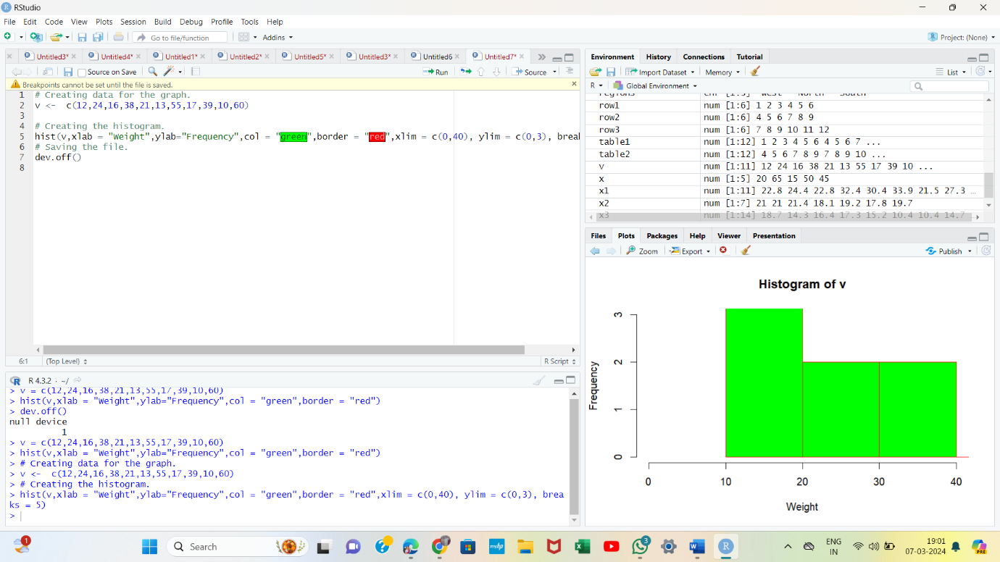 RStudio
File Edit Code View Plots Session Build Debug Profile Tools Help
Go to file/function Addins Project: (None)
Untitled3* Untitled4* Untitled1* Untitled2* Untitled5* Untitled3* Untitled6 Untitled7*
Source on Save Run Source
Breakpoints cannot be set until the file is saved.
1 # Creating data for the graph.
2 v <-  c(12,24,16,38,21,13,55,17,39,10,60)
3
4 # Creating the histogram.
5 hist(v,xlab = "Weight",ylab="Frequency",col = "green",border = "red",xlim = c(0,40), ylim = c(0,3), breal
6 # Saving the file.
7 dev.off()
8
6:1 (Top Level) R Script
R 4.3.2 · ~/
> v = c(12,24,16,38,21,13,55,17,39,10,60)
> hist(v,xlab = "Weight",ylab="Frequency",col = "green",border = "red")
> dev.off()
null device
1
> v = c(12,24,16,38,21,13,55,17,39,10,60)
> hist(v,xlab = "Weight",ylab="Frequency",col = "green",border = "red")
> # Creating data for the graph.
> v <-  c(12,24,16,38,21,13,55,17,39,10,60)
> # Creating the histogram.
> hist(v,xlab = "Weight",ylab="Frequency",col = "green",border = "red",xlim = c(0,40), ylim = c(0,3), brea
ks = 5)
>
Environment History Connections Tutorial
Import Dataset Memory List
R Global Environment
regions chr [1:3] "West" "North" "South"
row1 num [1:6] 1 2 3 4 5 6
row2 num [1:6] 4 5 6 7 8 9
row3 num [1:6] 7 8 9 10 11 12
table1 num [1:12] 1 2 3 4 5 6 4 5 6 7 ...
table2 num [1:12] 4 5 6 7 8 9 7 8 9 10 ...
v num [1:11] 12 24 16 38 21 13 55 17 39 10 ...
x num [1:5] 20 65 15 50 45
x1 num [1:11] 22.8 24.4 22.8 32.4 30.4 33.9 21.5 27.3 ...
x2 num [1:7] 21 21 21.4 18.1 19.2 17.8 19.7
x3 num [1:14] 18.7 14.3 16.4 17.3 15.2 10.4 10.4 14.7
Files Plots Packages Help Viewer Presentation
Zoom Export Publish
Histogram of v
Frequency
3
2
1
0
0 10 20 30 40
Weight
1 Search myhp 3 ENG 19:01
IN 07-03-2024 PRE